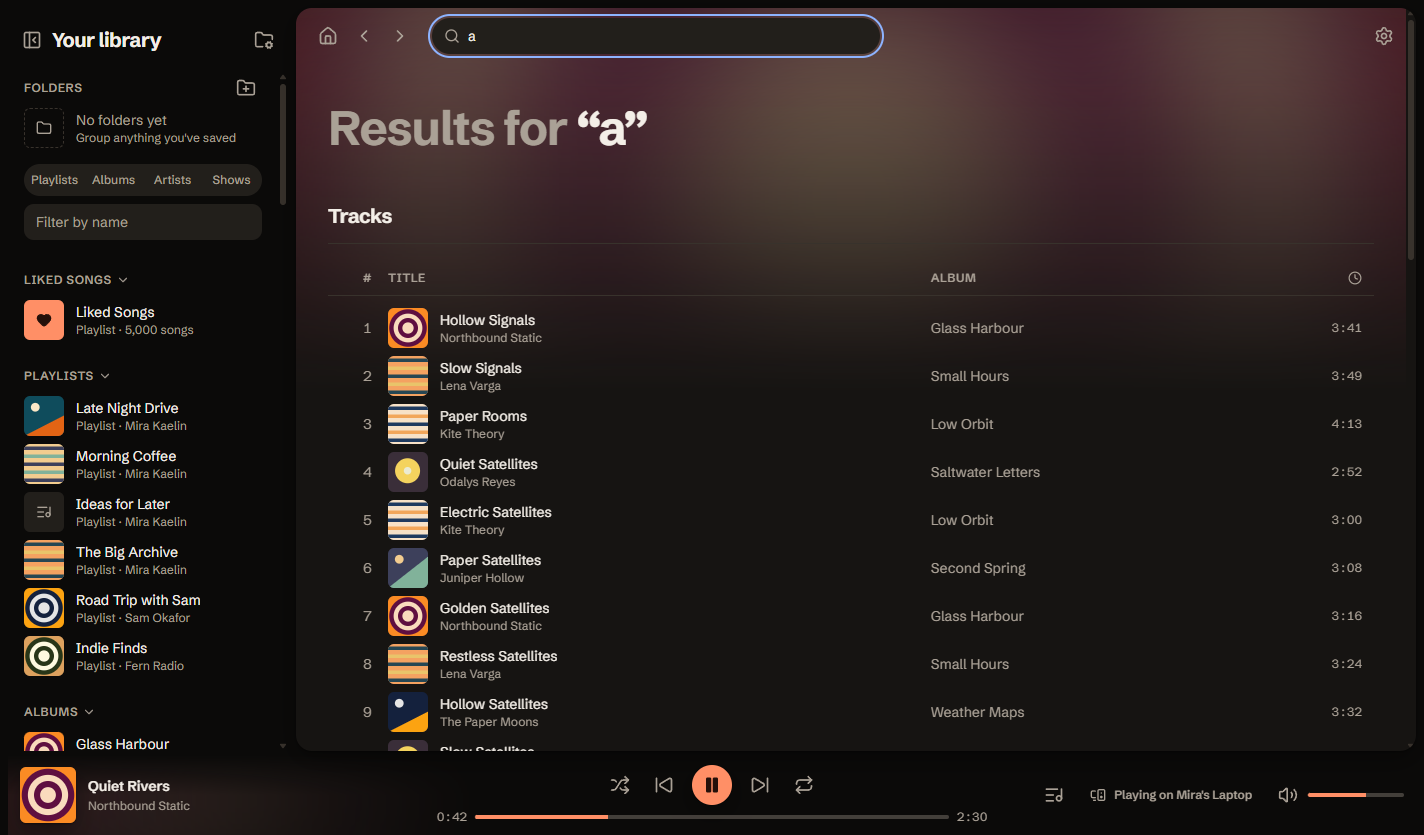 Your library
FOLDERS
No folders yet
Group anything you've saved
Playlists Albums Artists Shows
Filter by name
LIKED SONGS
Liked Songs
Playlist · 5,000 songs
PLAYLISTS
Late Night Drive
Playlist · Mira Kaelin
Morning Coffee
Playlist · Mira Kaelin
Ideas for Later
Playlist · Mira Kaelin
The Big Archive
Playlist · Mira Kaelin
Road Trip with Sam
Playlist · Sam Okafor
Indie Finds
Playlist · Fern Radio
ALBUMS
Glass Harbour
a
Results for “a”
Tracks
# TITLE ALBUM
1 Hollow Signals Glass Harbour 3:41
Northbound Static
2 Slow Signals Small Hours 3:49
Lena Varga
3 Paper Rooms Low Orbit 4:13
Kite Theory
4 Quiet Satellites Saltwater Letters 2:52
Odalys Reyes
5 Electric Satellites Low Orbit 3:00
Kite Theory
6 Paper Satellites Second Spring 3:08
Juniper Hollow
7 Golden Satellites Glass Harbour 3:16
Northbound Static
8 Restless Satellites Small Hours 3:24
Lena Varga
9 Hollow Satellites Weather Maps 3:32
The Paper Moons
Slow Satellites
Quiet Rivers
Northbound Static
0:42 2:30
Playing on Mira's Laptop